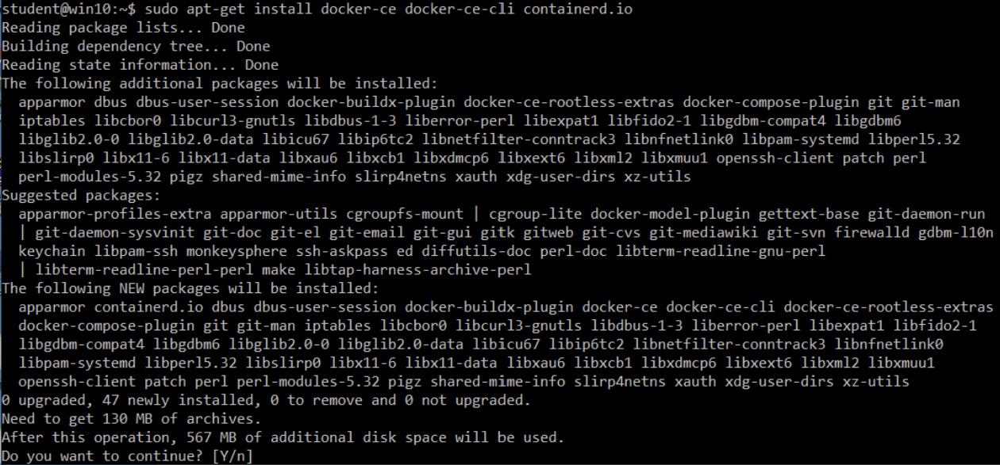 student@win10:~$ sudo apt-get install docker-ce docker-ce-cli containerd.io
Reading package lists... Done
Building dependency tree... Done
Reading state information... Done
The following additional packages will be installed:
  apparmor dbus dbus-user-session docker-buildx-plugin docker-ce-rootless-extras docker-compose-plugin git git-man
  iptables libcbor0 libcurl3-gnutls libdbus-1-3 liberror-perl libexpat1 libfido2-1 libgdbm-compat4 libgdbm6
  libglib2.0-0 libglib2.0-data libicu67 libip6tc2 libnetfilter-conntrack3 libnfnetlink0 libpam-systemd libperl5.32
  libslirp0 libx11-6 libx11-data libxau6 libxcb1 libxdmcp6 libxext6 libxml2 libxmuu1 openssh-client patch perl
  perl-modules-5.32 pigz shared-mime-info slirp4netns xauth xdg-user-dirs xz-utils
Suggested packages:
  apparmor-profiles-extra apparmor-utils cgroupfs-mount | cgroup-lite docker-model-plugin gettext-base git-daemon-run
  | git-daemon-sysvinit git-doc git-el git-email git-gui gitk gitweb git-cvs git-mediawiki git-svn firewalld gdbm-l10n
  keychain libpam-ssh monkeysphere ssh-askpass ed diffutils-doc perl-doc libterm-readline-gnu-perl
  | libterm-readline-perl-perl make libtap-harness-archive-perl
The following NEW packages will be installed:
  apparmor containerd.io dbus dbus-user-session docker-buildx-plugin docker-ce docker-ce-cli docker-ce-rootless-extras
  docker-compose-plugin git git-man iptables libcbor0 libcurl3-gnutls libdbus-1-3 liberror-perl libexpat1 libfido2-1
  libgdbm-compat4 libgdbm6 libglib2.0-0 libglib2.0-data libicu67 libip6tc2 libnetfilter-conntrack3 libnfnetlink0
  libpam-systemd libperl5.32 libslirp0 libx11-6 libx11-data libxau6 libxcb1 libxdmcp6 libxext6 libxml2 libxmuu1
  openssh-client patch perl perl-modules-5.32 pigz shared-mime-info slirp4netns xauth xdg-user-dirs xz-utils
0 upgraded, 47 newly installed, 0 to remove and 0 not upgraded.
Need to get 130 MB of archives.
After this operation, 567 MB of additional disk space will be used.
Do you want to continue? [Y/n]